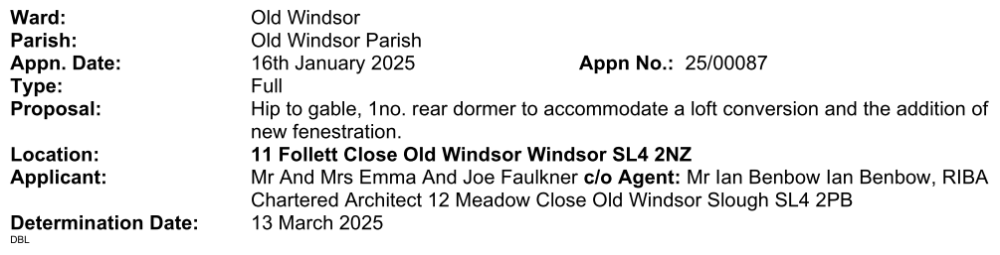 Ward: Old Windsor
Parish: Old Windsor Parish
Appn. Date: 16th January 2025 Appn No.: 25/00087
Type: Full
Proposal: Hip to gable, 1no. rear dormer to accommodate a loft conversion and the addition of
new fenestration.
Location: 11 Follett Close Old Windsor Windsor SL4 2NZ
Applicant: Mr And Mrs Emma And Joe Faulkner c/o Agent: Mr Ian Benbow Ian Benbow, RIBA
Chartered Architect 12 Meadow Close Old Windsor Slough SL4 2PB
Determination Date: 13 March 2025
DBL